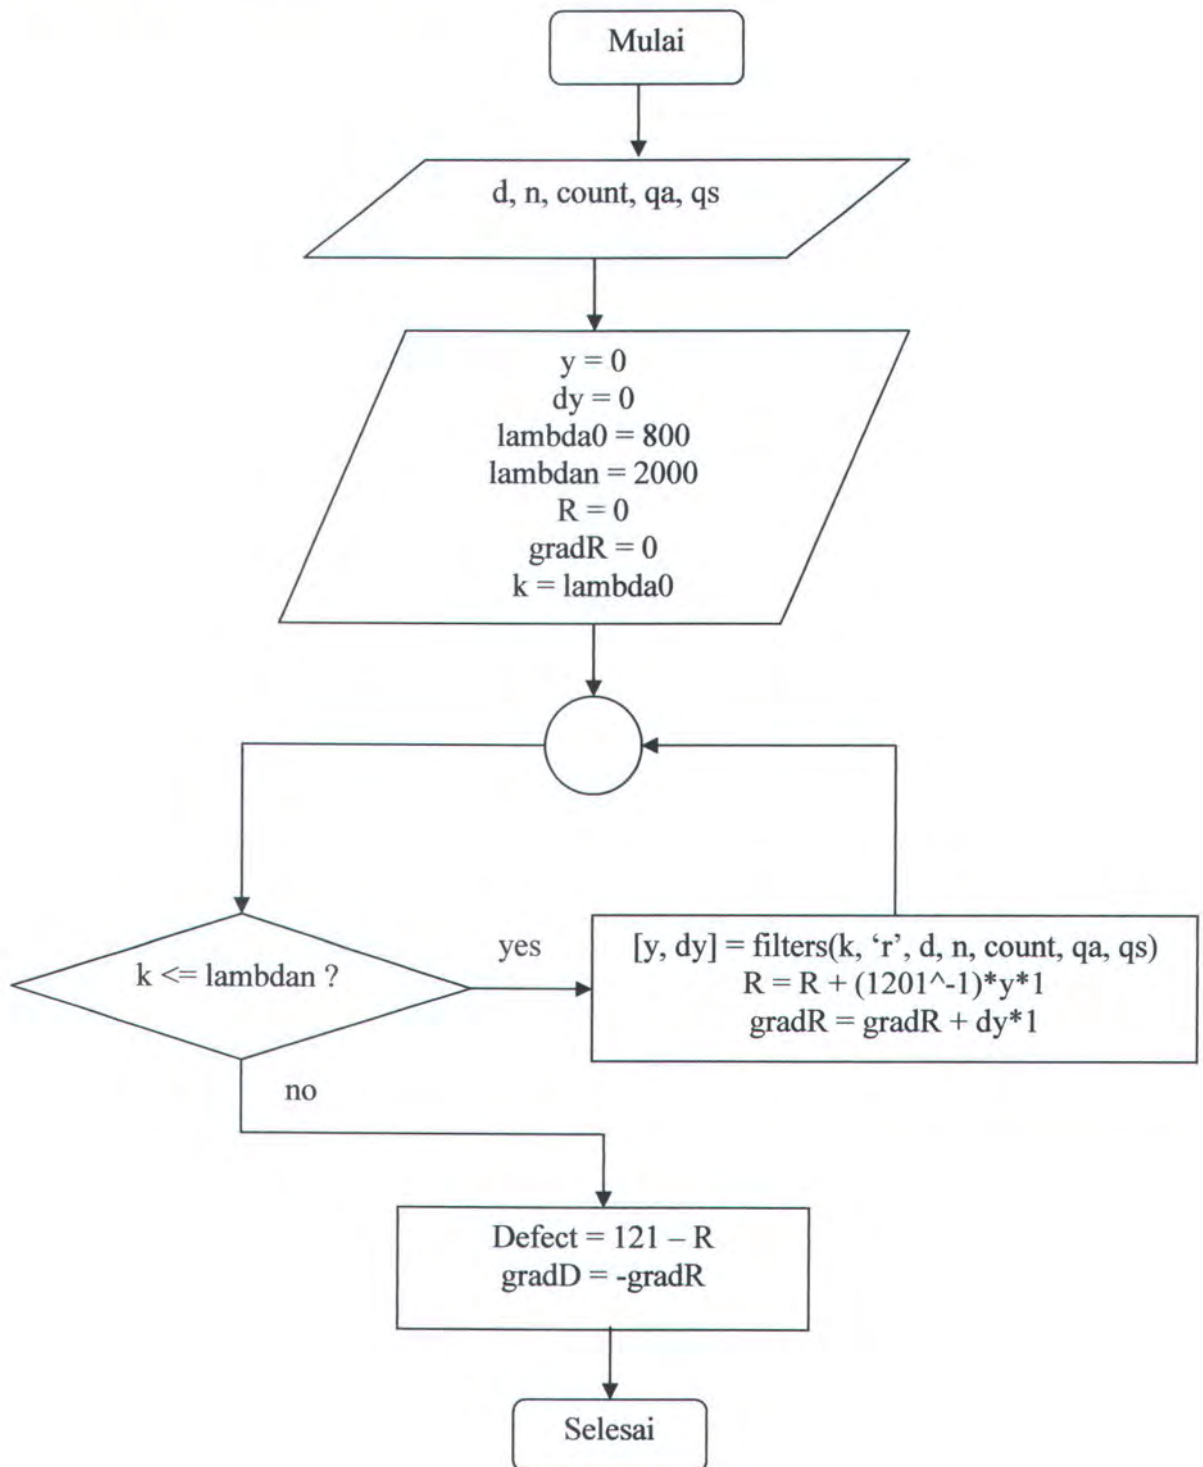 Mulai
d, n, count, qa, qs
y = 0
dy = 0
lambda0 = 800
lambdan = 2000
R = 0
gradR = 0
k = lambda0
k <= lambdan ?
yes
[y, dy] = filters(k, ‘r’, d, n, count, qa, qs)
R = R + (1201^-1)*y*1
gradR = gradR + dy*1
no
Defect = 121 – R
gradD = -gradR
Selesai